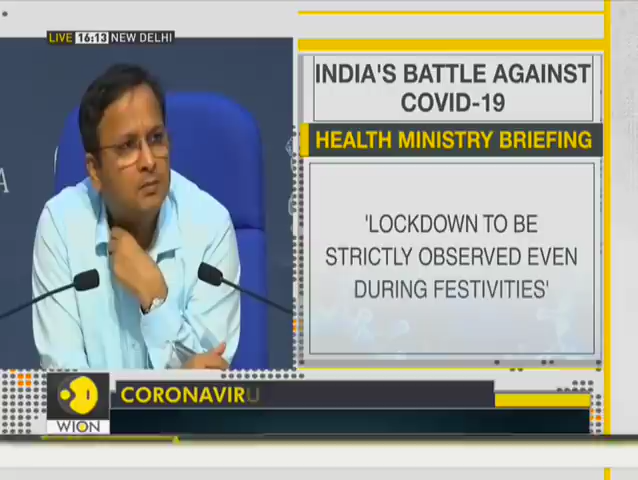 LIVE 16:13 NEW DELHI
INDIA'S BATTLE AGAINST
COVID-19
HEALTH MINISTRY BRIEFING
A
'LOCKDOWN TO BE
STRICTLY OBSERVED EVEN
DURING FESTIVITIES'
CORONAVIRU
WION